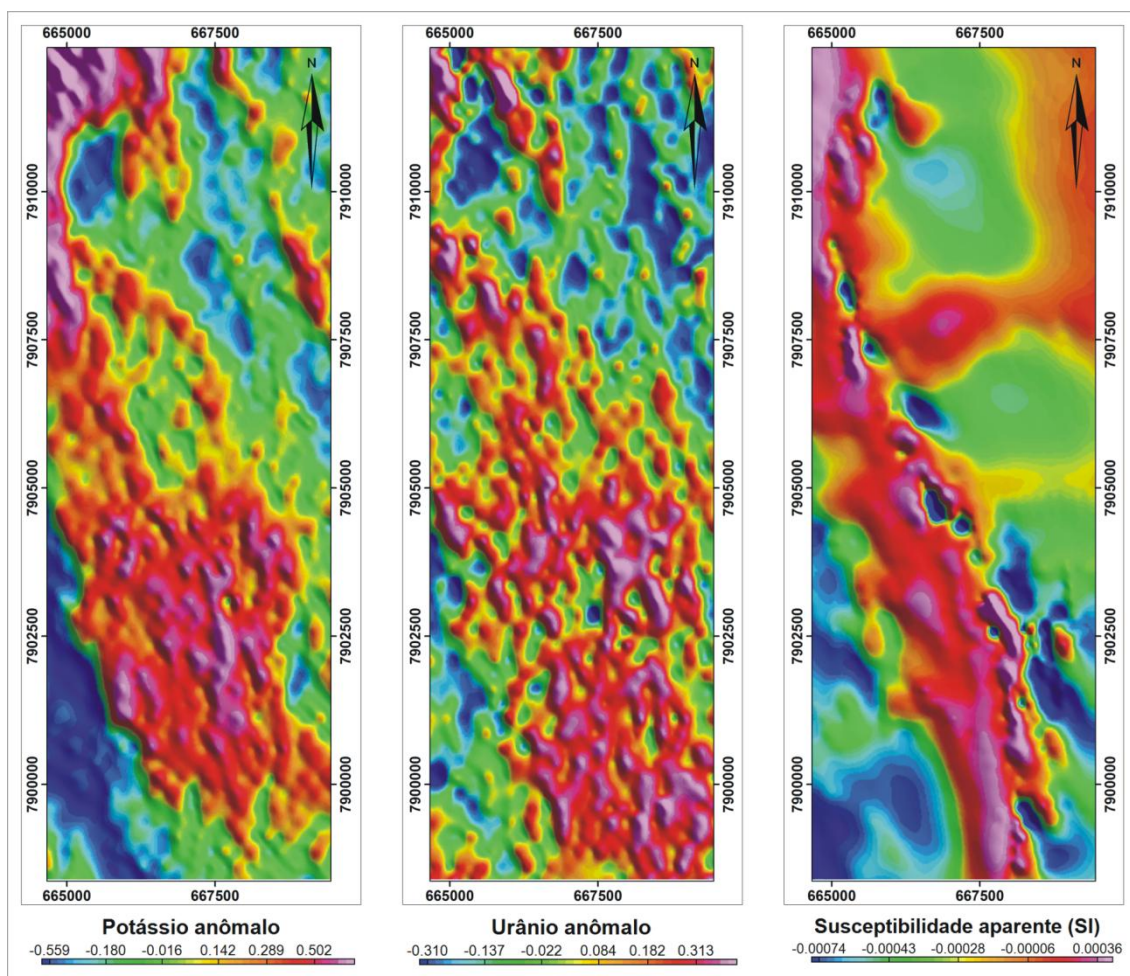 665000 667500
665000 667500
665000 667500
N
N
N
7910000 7910000
7910000 7910000
7910000 7910000
7907500 7907500
7907500 7907500
7907500 7907500
7905000 7905000
7905000 7905000
7905000 7905000
7902500 7902500
7902500 7902500
7902500 7902500
7900000 7900000
7900000 7900000
7900000 7900000
665000 667500
665000 667500
665000 667500
Potássio anômalo
-0.559 -0.180 -0.016 0.142 0.289 0.502
Urânio anômalo
-0.310 -0.137 -0.022 0.084 0.182 0.313
Susceptibilidade aparente (SI)
-0.00074 -0.00043 -0.00028 -0.00006 0.00036